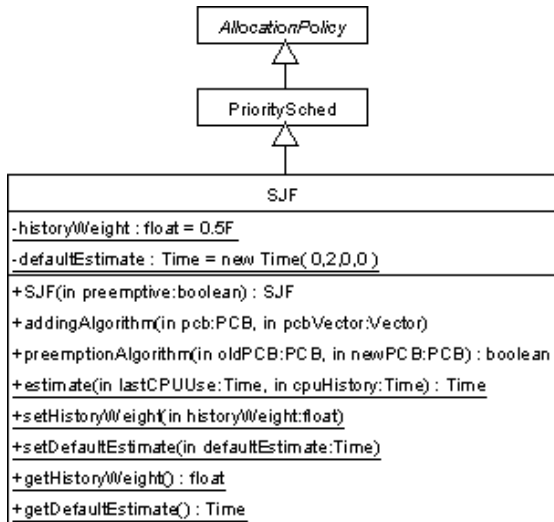 AllocationPolicy
PrioritySched
SJF
-historyWeight : float = 0.5F
-defaultEstimate : Time = new Time( 0,2,0,0 )
+SJF(in preemptive:boolean) : SJF
+addingAlgorithm(in pcb:PCB, in pcbVector:Vector)
+preemptionAlgorithm(in oldPCB:PCB, in newPCB:PCB) : boolean
+estimate(in lastCPUUse:Time, in cpuHistory:Time) : Time
+setHistoryWeight(in historyWeight:float)
+setDefaultEstimate(in defaultEstimate:Time)
+getHistoryWeight() : float
+getDefaultEstimate() : Time